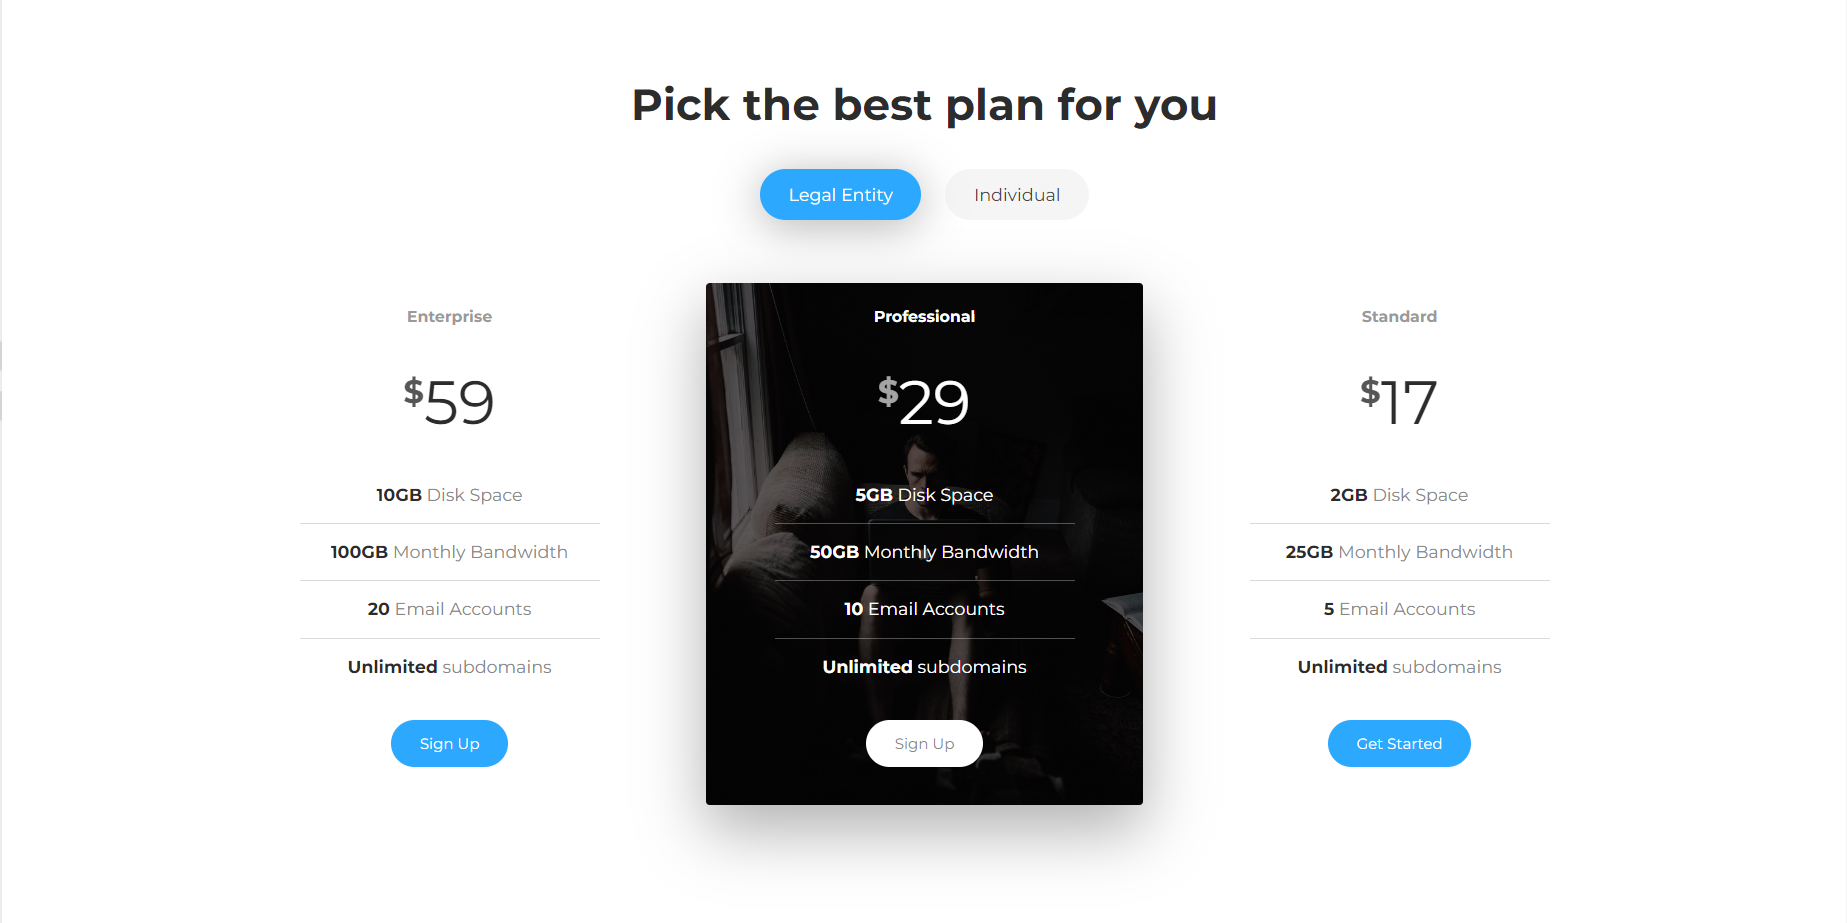 Pick the best plan for you
Legal Entity
Individual
Enterprise
$59
10GB Disk Space
100GB Monthly Bandwidth
20 Email Accounts
Unlimited subdomains
Sign Up
Professional
$29
5GB Disk Space
50GB Monthly Bandwidth
10 Email Accounts
Unlimited subdomains
Sign Up
Standard
$17
2GB Disk Space
25GB Monthly Bandwidth
5 Email Accounts
Unlimited subdomains
Get Started